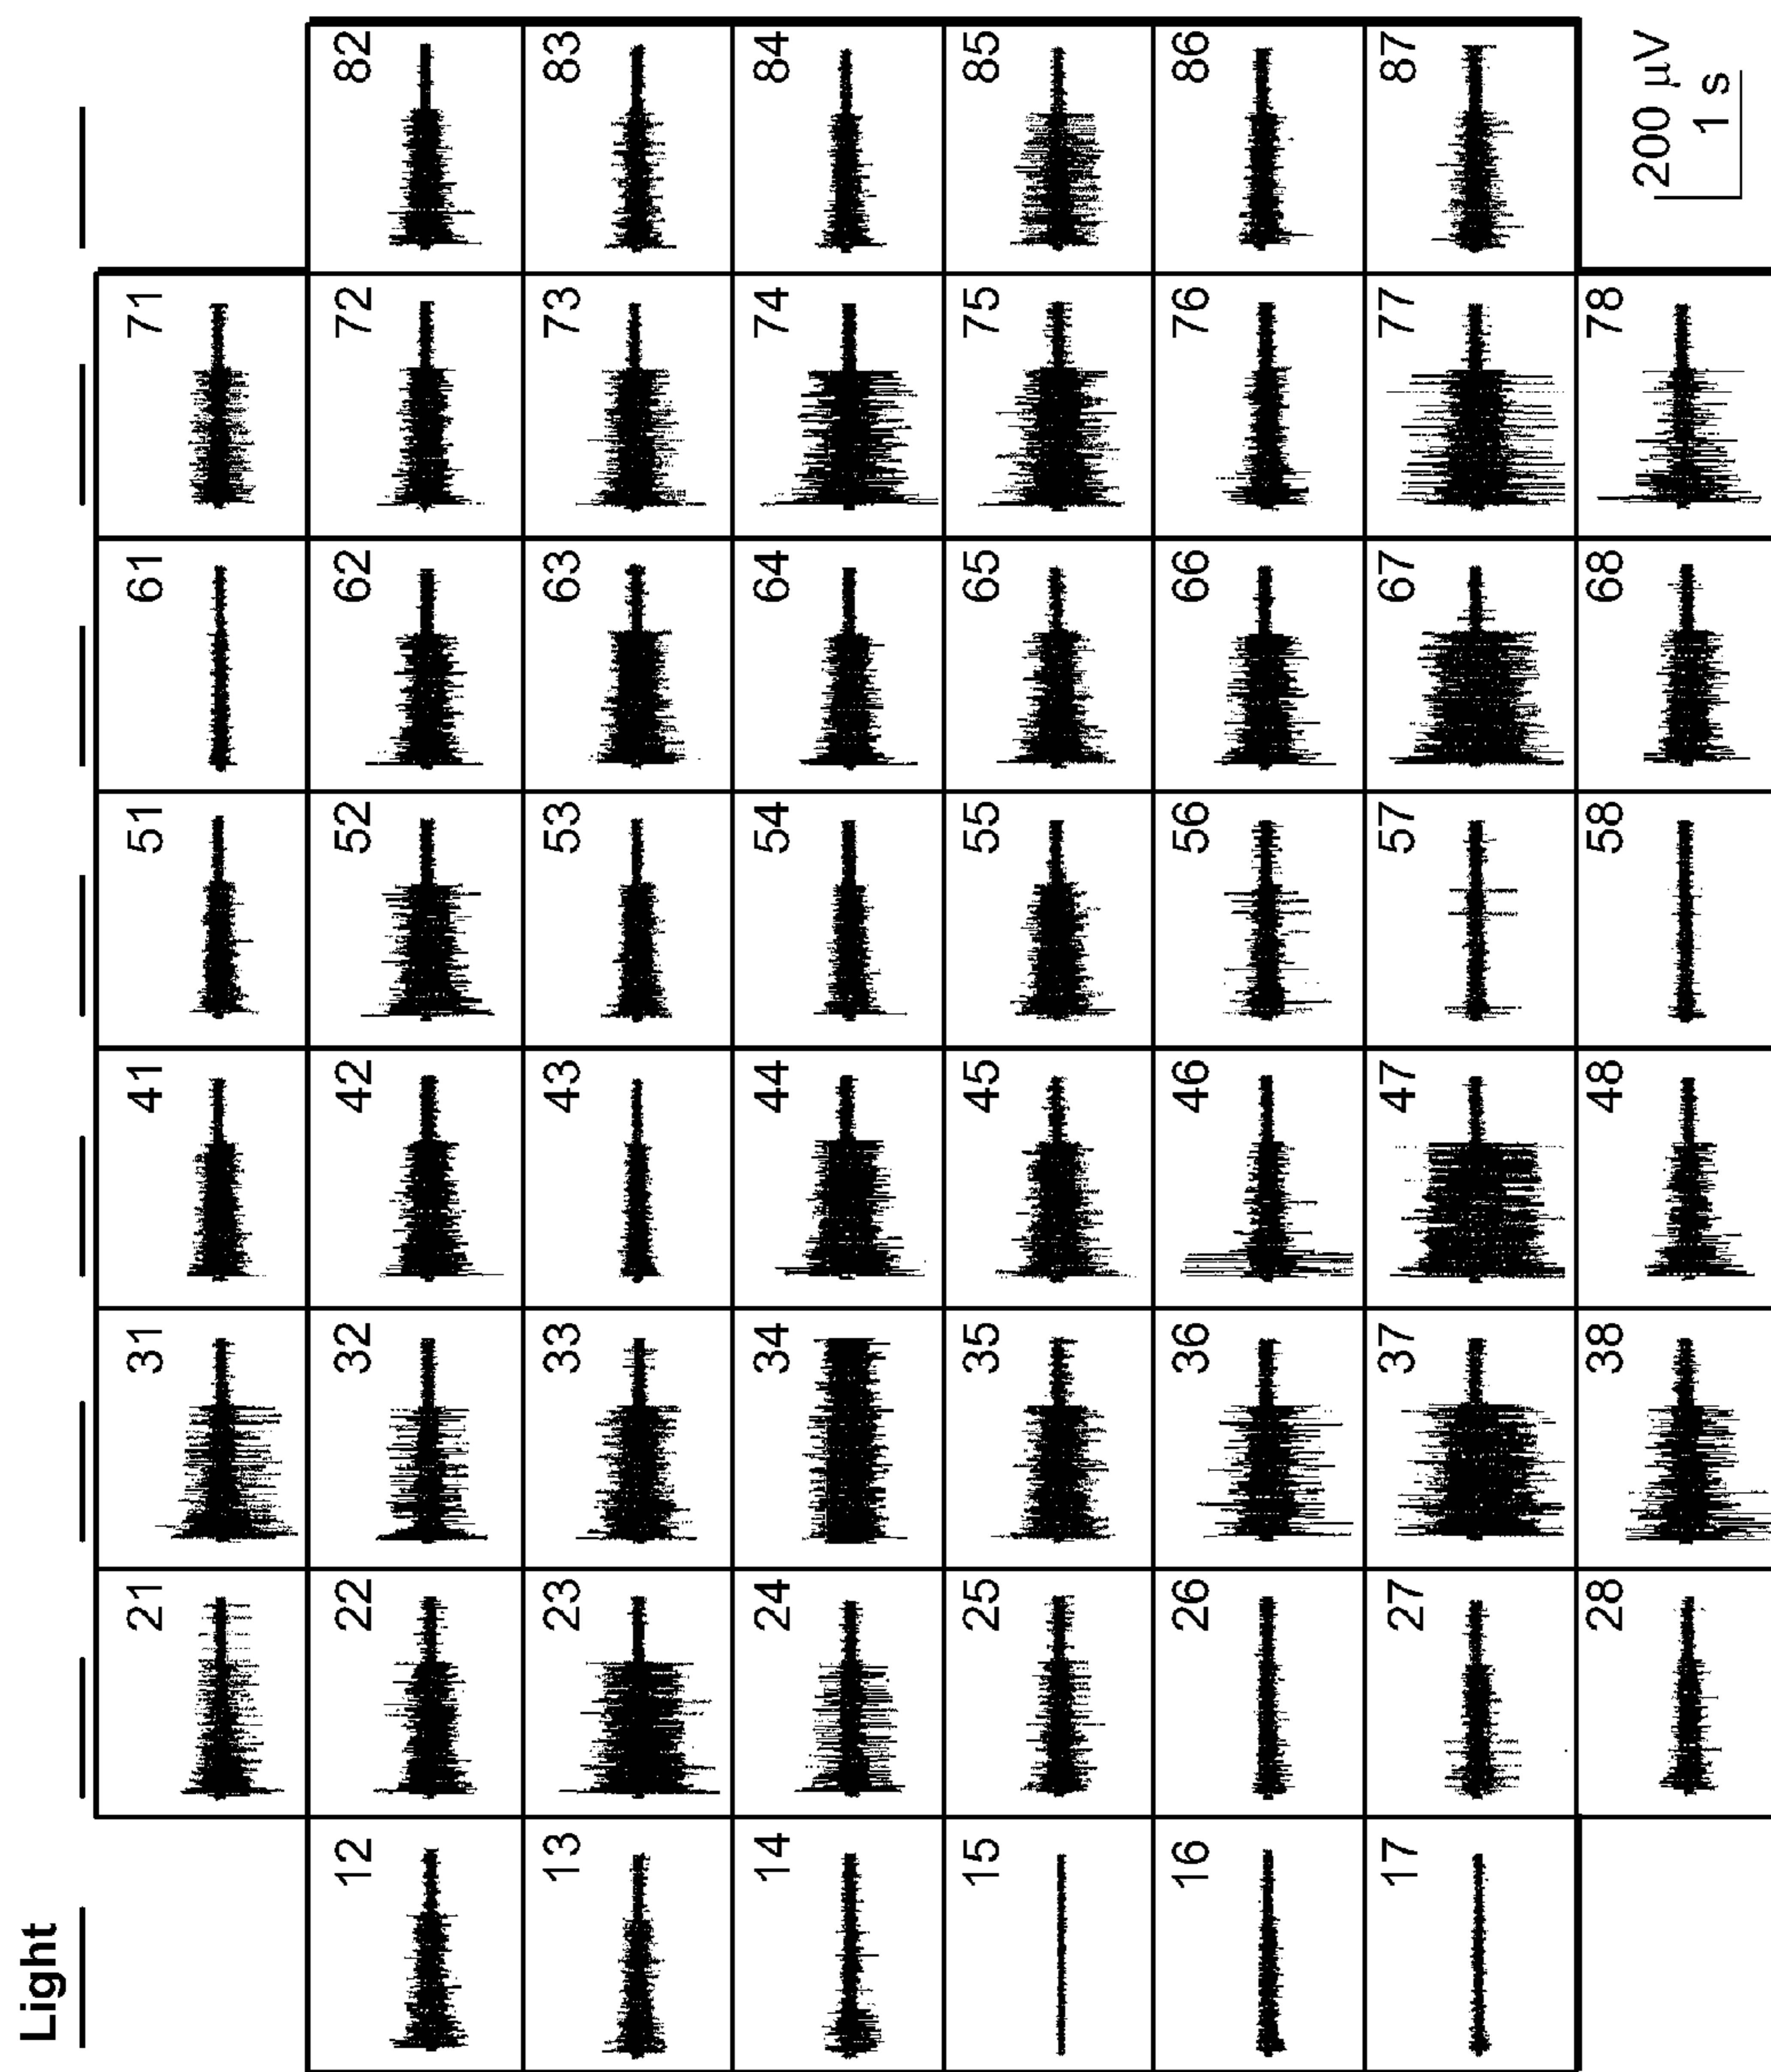 Light
21 31 41 51 61 71
12 22 32 42 52 62 72 82
13 23 33 43 53 63 73 83
14 24 34 44 54 64 74 84
15 25 35 45 55 65 75 85
16 26 36 46 56 66 76 86
17 27 37 47 57 67 77 87
28 38 48 58 68 78
200 μV
1 s